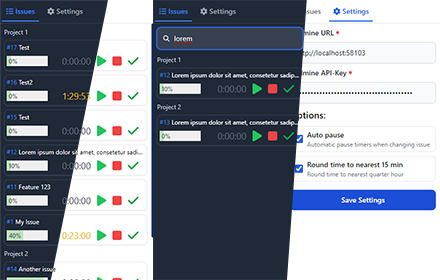 Issues Settings
Project 1
#17 Test
0% 0:00:00
#16 Test2
0% 1:29:53
#15 Test
0% 0:00:00
#12 Lorem ipsum dolor sit amet, consetetur sadip...
30% 0:00:00
#11 Feature 123
0% 0:00:00
#1 My Issue
40% 0:23:00
Project 2
#14 Another issue
Issues Settings
lorem
Project 1
#12 Lorem ipsum dolor sit amet, consetetur sadip...
30% 0:00:00
Project 2
#13 Lorem ipsum dolor sit amet, consetetur sadip...
0% 0:00:00
sues Settings
mine URL *
tp://localhost:58103
mine API-Key *
ptions:
Auto pause
Automatic pause timers when changing issue
Round time to nearest 15 min
Round to nearest quarter hour
Save Settings